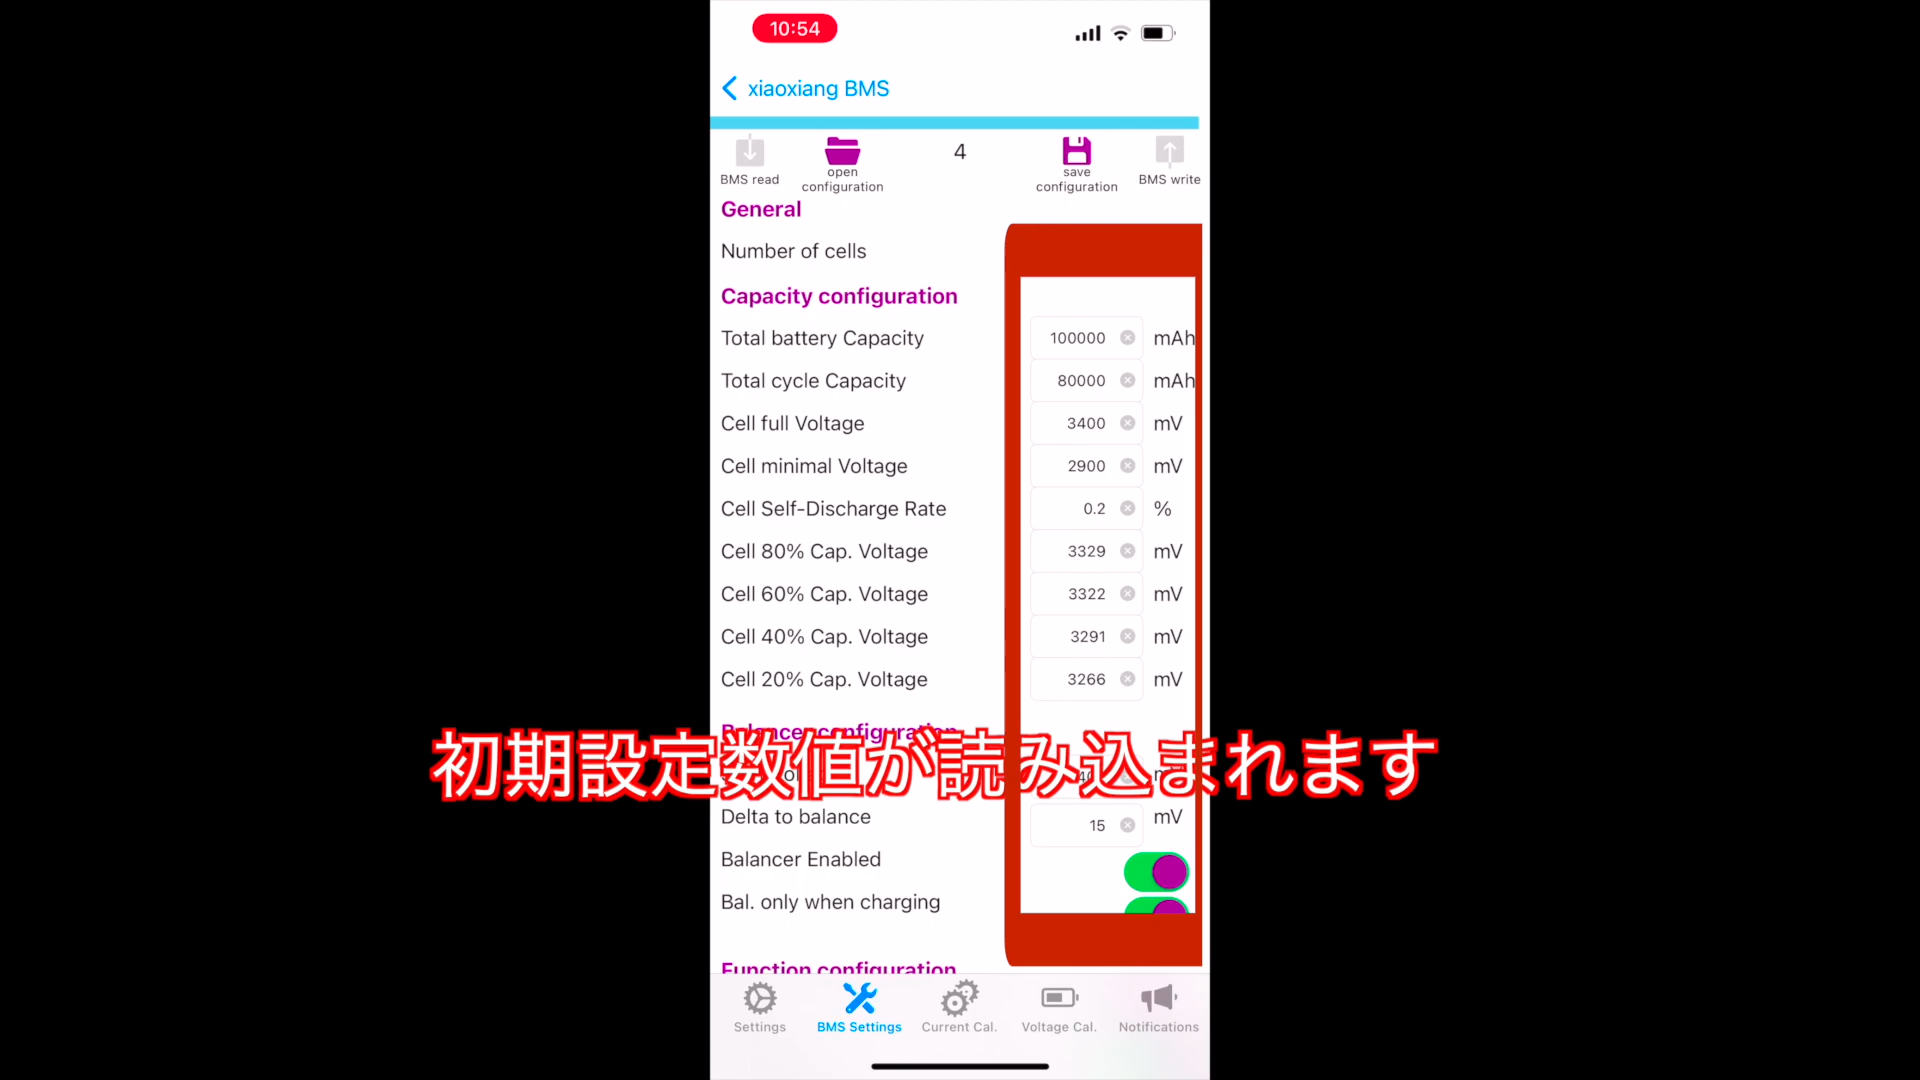 10:54
xiaoxiang BMS
BMS read
open configuration
4
save configuration
BMS write
General
Number of cells
Capacity configuration
Total battery Capacity 100000 mAh
Total cycle Capacity 80000 mAh
Cell full Voltage 3400 mV
Cell minimal Voltage 2900 mV
Cell Self-Discharge Rate 0.2 %
Cell 80% Cap. Voltage 3329 mV
Cell 60% Cap. Voltage 3322 mV
Cell 40% Cap. Voltage 3291 mV
Cell 20% Cap. Voltage 3266 mV
Balancer configuration
初期設定数値が読み込まれます
Delta to balance 15 mV
Balancer Enabled
Bal. only when charging
Function configuration
Settings
BMS Settings
Current Cal.
Voltage Cal.
Notifications